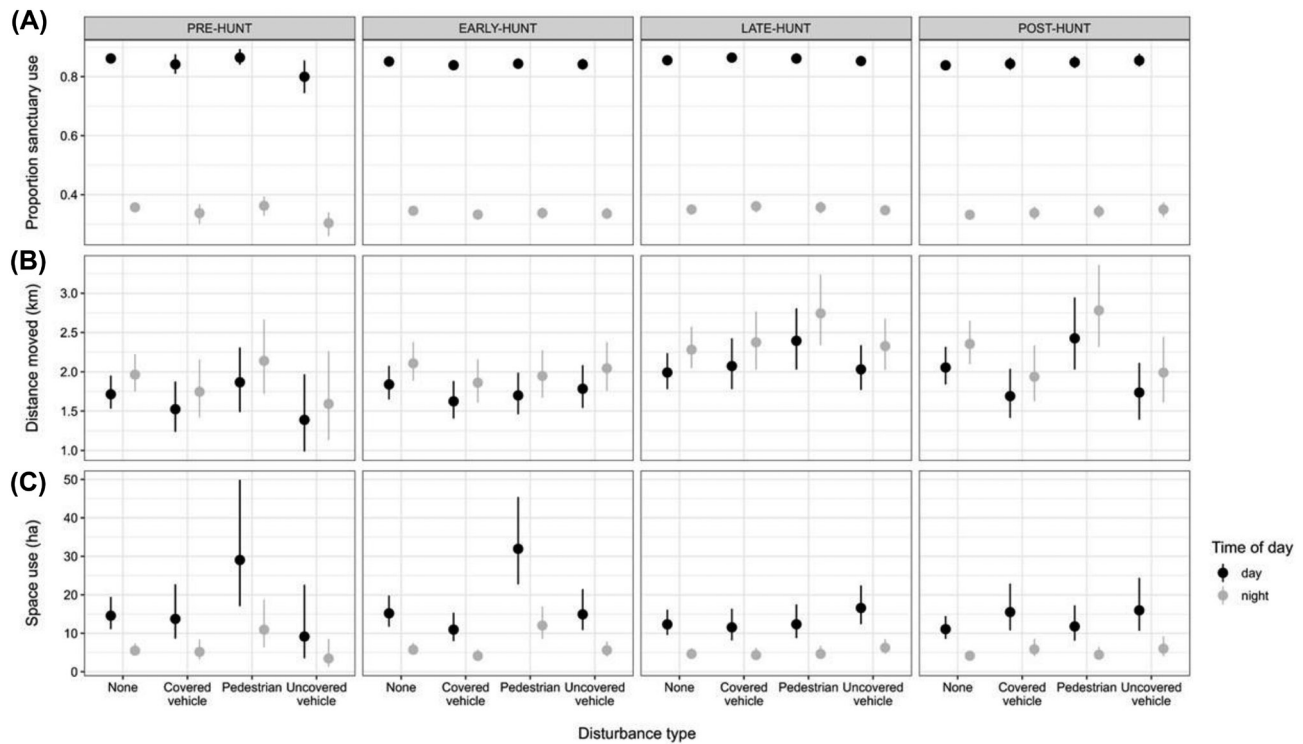 (A)
PRE-HUNT
EARLY-HUNT
LATE-HUNT
POST-HUNT
Proportion sanctuary use
0.8
0.6
0.4
(B)
Distance moved (km)
3.0
2.5
2.0
1.5
1.0
(C)
Space use (ha)
50
40
30
20
10
0
None
Covered
vehicle
Pedestrian
Uncovered
vehicle
None
Covered
vehicle
Pedestrian
Uncovered
vehicle
None
Covered
vehicle
Pedestrian
Uncovered
vehicle
None
Covered
vehicle
Pedestrian
Uncovered
vehicle
Disturbance type
Time of day
day
night